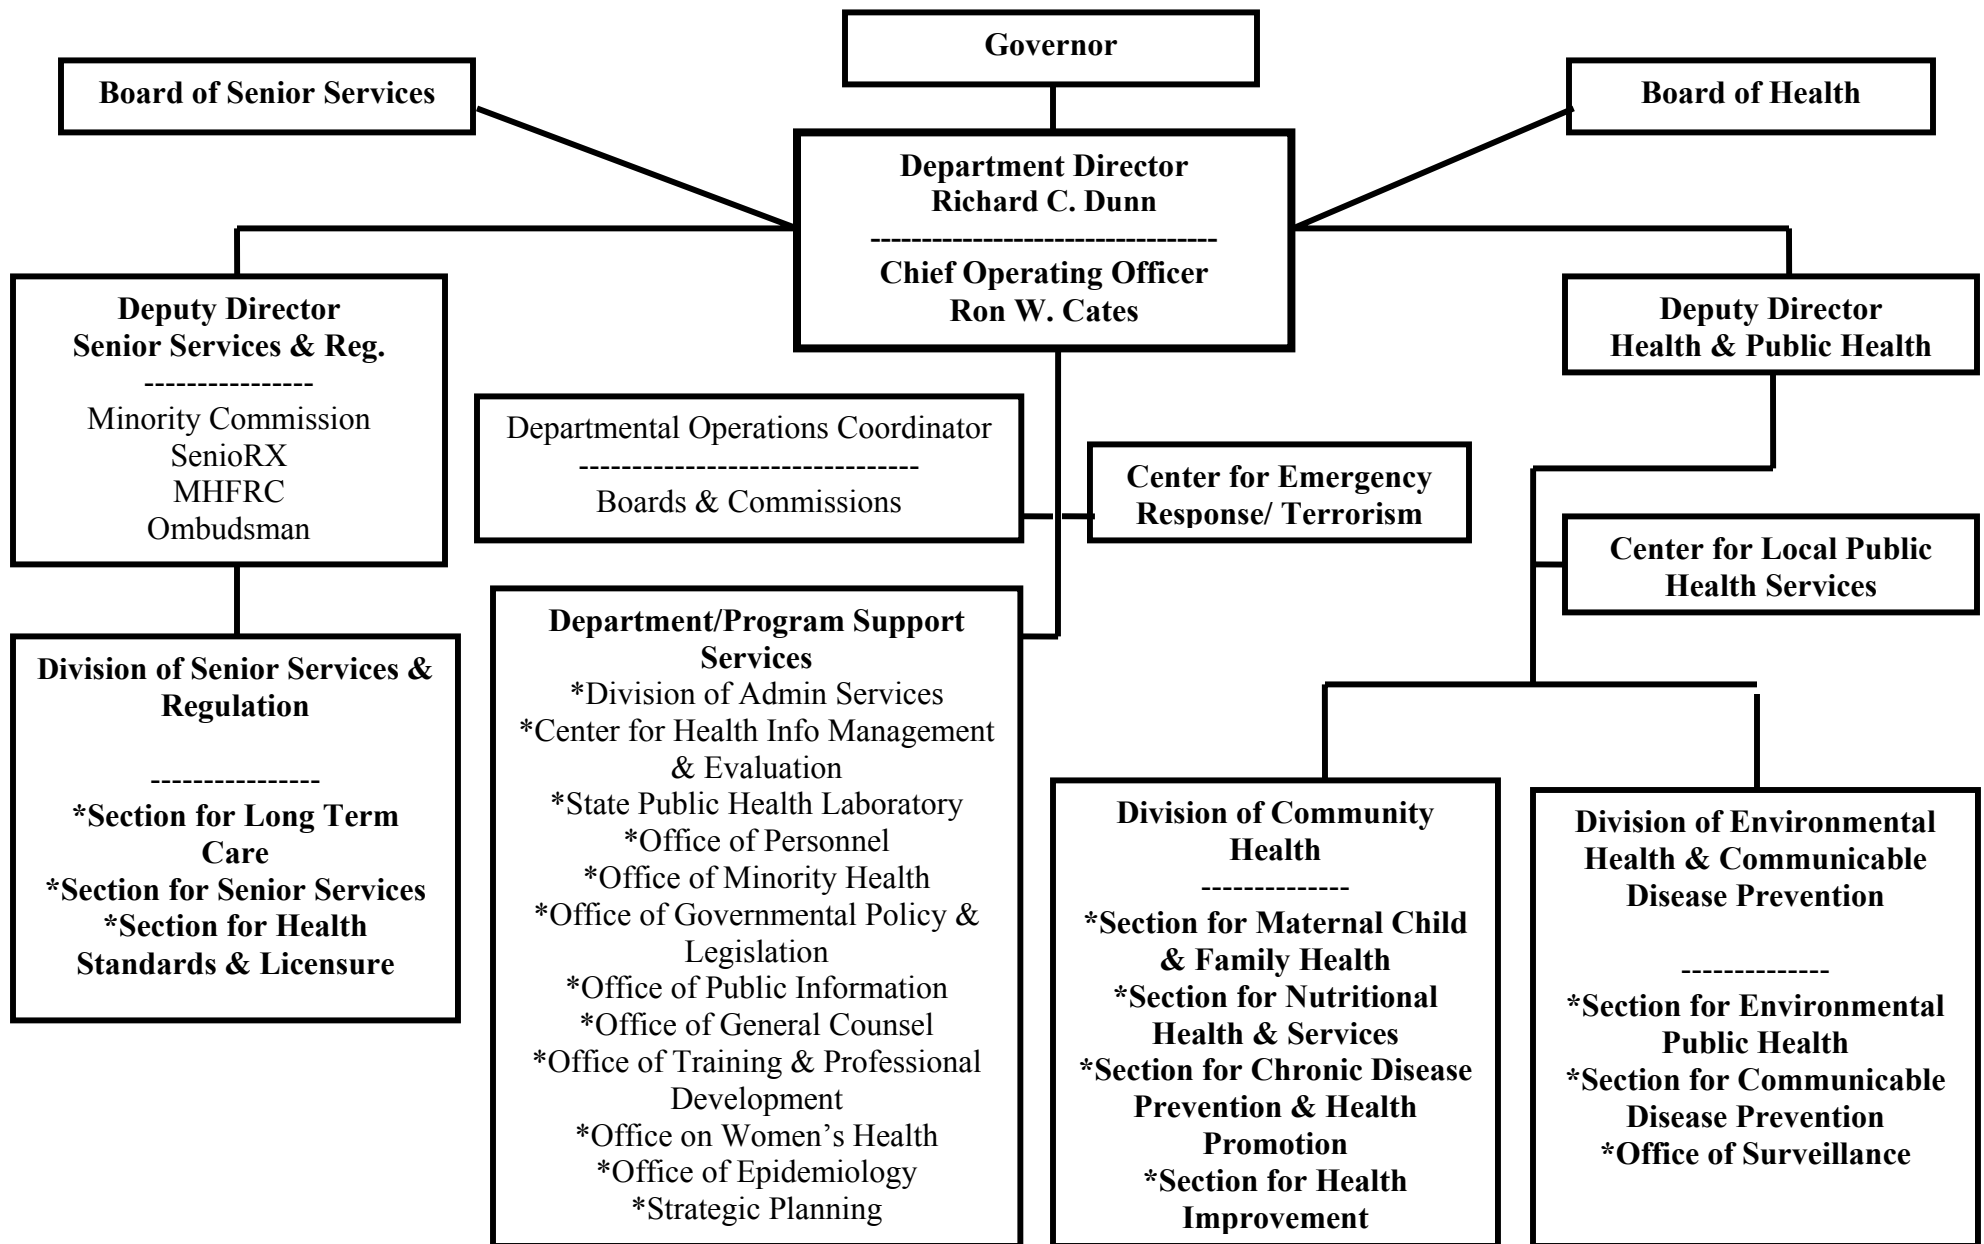 Governor
Board of Senior Services
Board of Health
Department Director
Richard C. Dunn
----------------------------------
Chief Operating Officer
Ron W. Cates
Deputy Director
Senior Services & Reg.
----------------
Minority Commission
SenioRX
MHFRC
Ombudsman
Deputy Director
Health & Public Health
Departmental Operations Coordinator
--------------------------------
Boards & Commissions
Center for Emergency
Response/ Terrorism
Center for Local Public
Health Services
Division of Senior Services &
Regulation
----------------
*Section for Long Term
Care
*Section for Senior Services
*Section for Health
Standards & Licensure
Department/Program Support
Services
*Division of Admin Services
*Center for Health Info Management
& Evaluation
*State Public Health Laboratory
*Office of Personnel
*Office of Minority Health
*Office of Governmental Policy &
Legislation
*Office of Public Information
*Office of General Counsel
*Office of Training & Professional
Development
*Office on Women’s Health
*Office of Epidemiology
*Strategic Planning
Division of Community
Health
--------------
*Section for Maternal Child
& Family Health
*Section for Nutritional
Health & Services
*Section for Chronic Disease
Prevention & Health
Promotion
*Section for Health
Improvement
Division of Environmental
Health & Communicable
Disease Prevention
--------------
*Section for Environmental
Public Health
*Section for Communicable
Disease Prevention
*Office of Surveillance